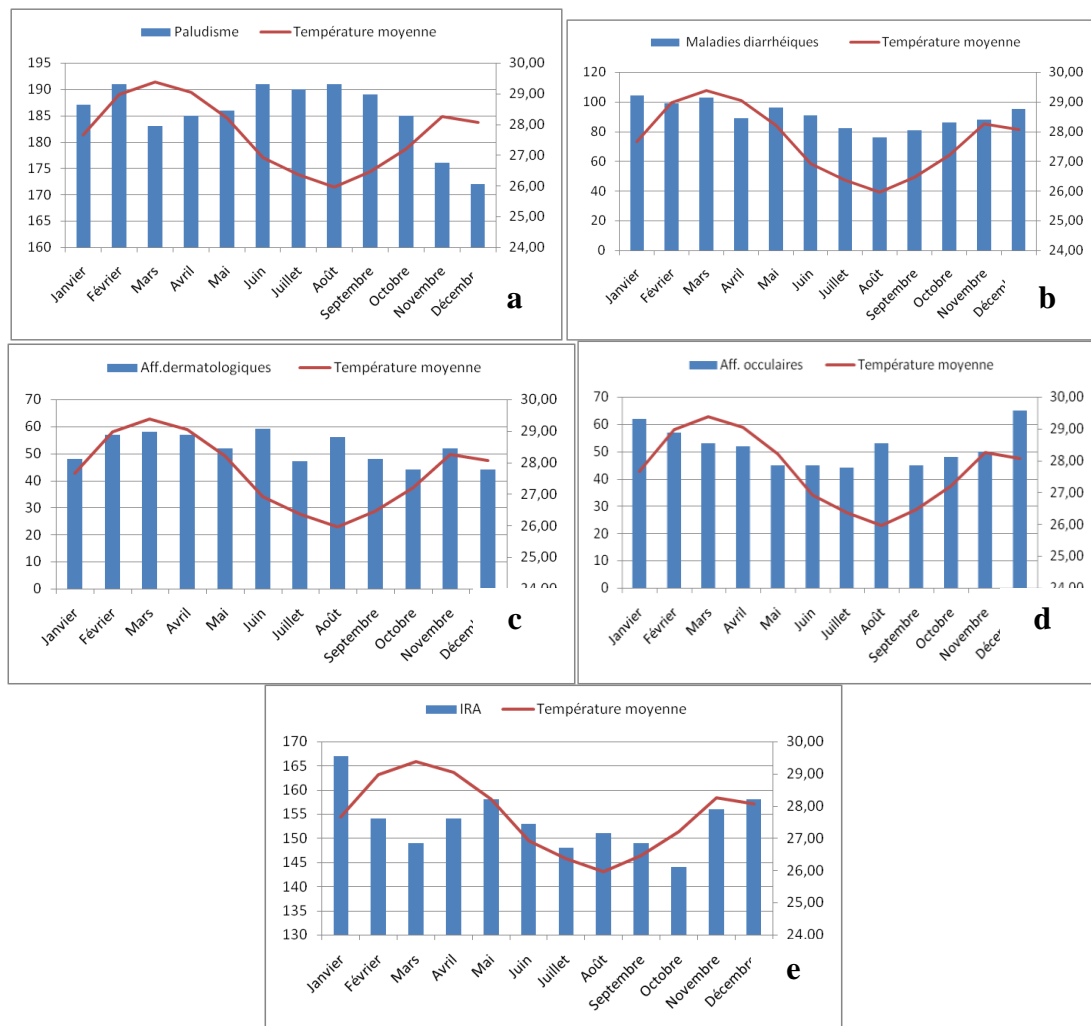 Paludisme Température moyenne
195 30,00
190 29,00
185 28,00
180
175 27,00
170 26,00
165 25,00
160 24,00
Janvier Février Mars Avril Mai Juin Juillet Août Septembre Octobre Novembre Décembr
a
Maladies diarrhéiques Température moyenne
120 30,00
100 29,00
80 28,00
60 27,00
40 26,00
20 25,00
0 24,00
Janvier Février Mars Avril Mai Juin Juillet Août Septembre Octobre Novembre Décemb
b
Aff.dermatologiques Température moyenne
70 30,00
60 29,00
50 28,00
40
30 27,00
20 26,00
10 25,00
0 24,00
Janvier Février Mars Avril Mai Juin Juillet Août Septembre Octobre Novembre Décemb
c
Aff. occulaires Température moyenne
70 30,00
60 29,00
50 28,00
40
30 27,00
20 26,00
10 25,00
0 24,00
Janvier Février Mars Avril Mai Juin Juillet Août Septembre Octobre Novembre Décemb
d
IRA Température moyenne
170 30,00
165 29,00
160 28,00
155
150 27,00
145 26,00
140 25,00
135
130 24,00
Janvier Février Mars Avril Mai Juin Juillet Août Septembre Octobre Novembre Décembre
e